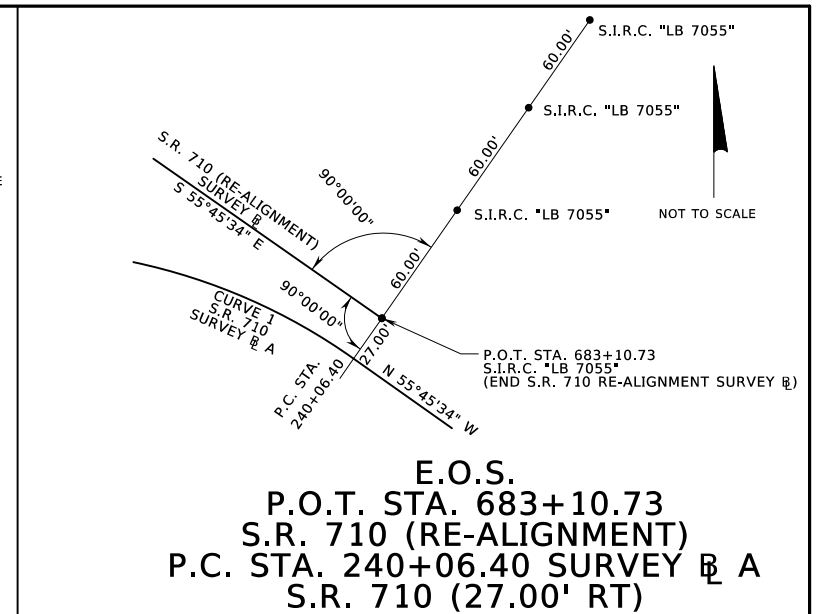 60.00'
S.I.R.C. "LB 7055"
60.00'
S.I.R.C. "LB 7055"
60.00'
S.I.R.C. "LB 7055"
NOT TO SCALE
S.R. 710 (RE-ALIGNMENT)
SURVEY ℄
S 55°45'34" E
90°00'00"
90°00'00"
CURVE 1
S.R. 710
SURVEY ℄ A
27.00'
P.C. STA.
240+06.40
N 55°45'34" W
P.O.T. STA. 683+10.73
S.I.R.C. "LB 7055"
(END S.R. 710 RE-ALIGNMENT SURVEY ℄)
E
E.O.S.
P.O.T. STA. 683+10.73
S.R. 710 (RE-ALIGNMENT)
P.C. STA. 240+06.40 SURVEY ℄ A
S.R. 710 (27.00' RT)